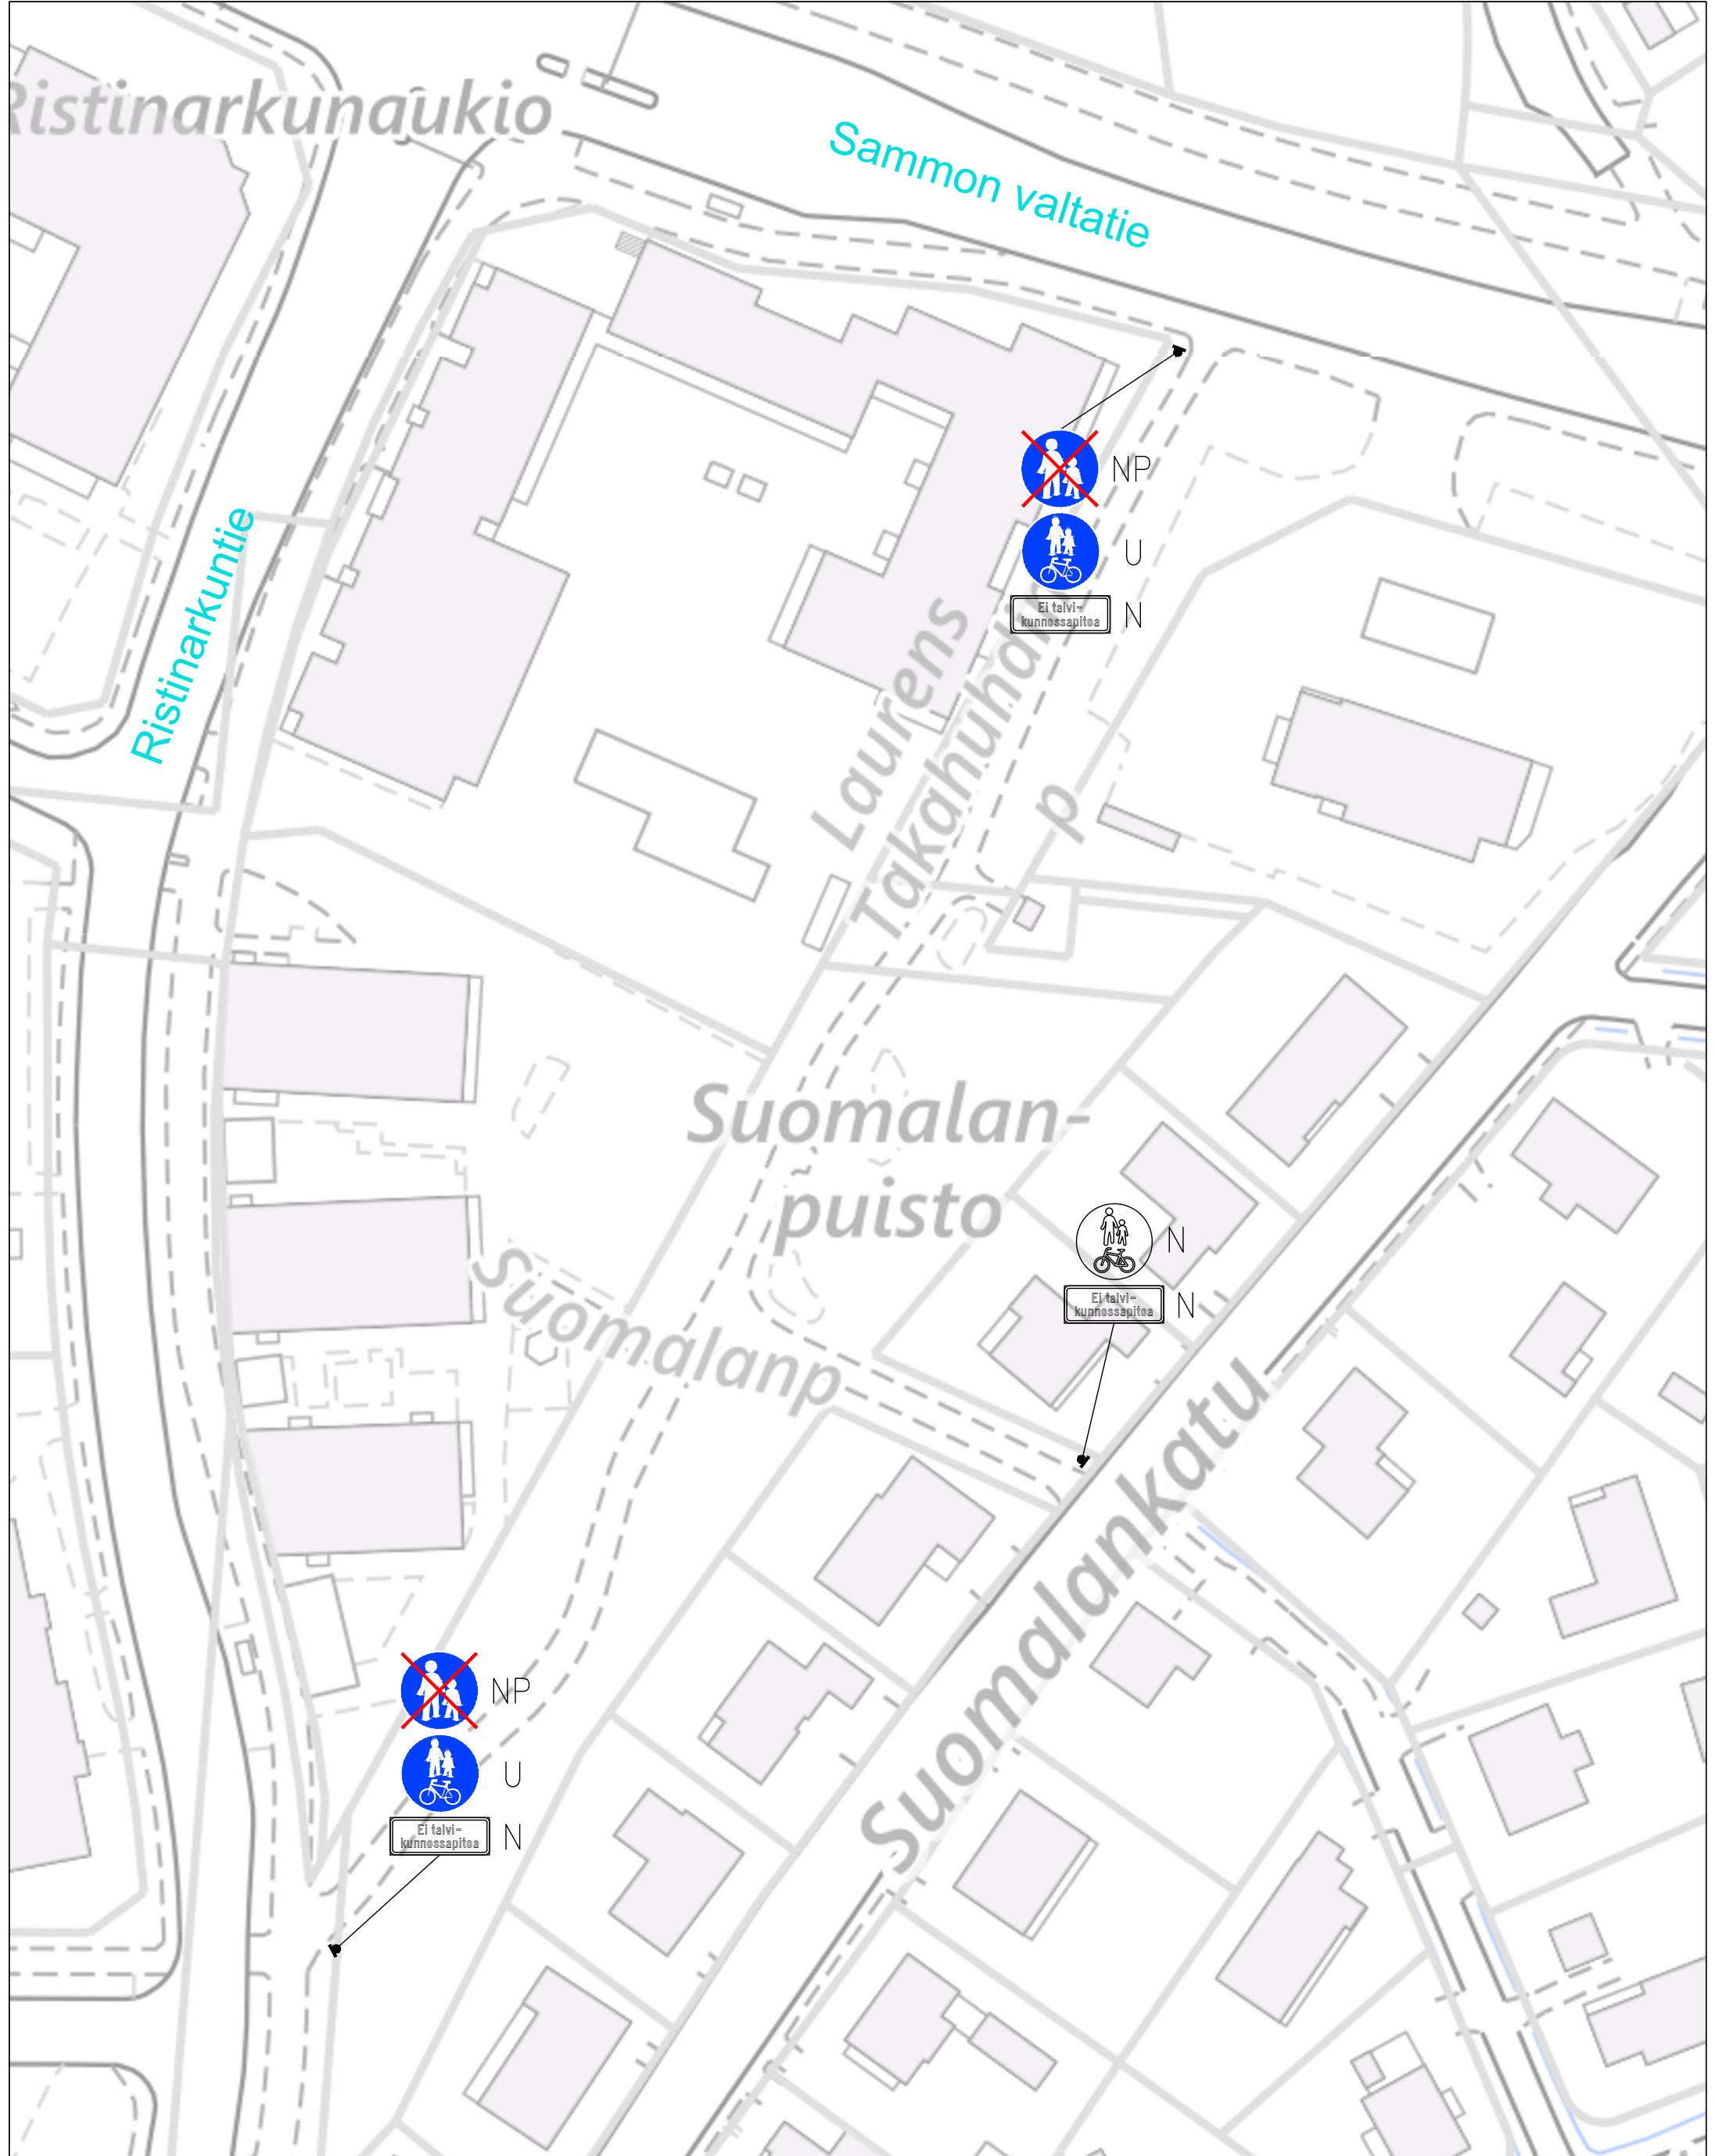 Ristinarkunaukio
Sammon valtatie
Ristinarkuntie
NP
U
Ei talvi-
kunnossapitoa
N
Laurens
Takahuhdin
p
Suomalan-
puisto
N
Ei talvi-
kunnossapitoa
N
Suomalanp
Suomalankatu
NP
U
Ei talvi-
kunnossapitoa
N